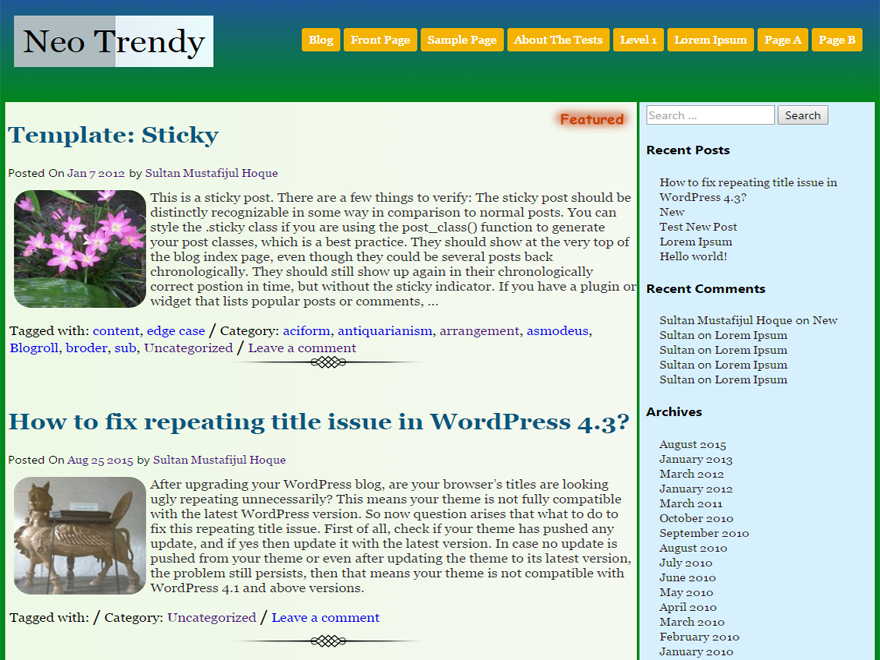 Neo Trendy
Blog Front Page Sample Page About The Tests Level 1 Lorem Ipsum Page A Page B
Featured
Template: Sticky
Posted On Jan 7 2012 by Sultan Mustafijul Hoque
This is a sticky post. There are a few things to verify: The sticky post should be
distinctly recognizable in some way in comparison to normal posts. You can
style the .sticky class if you are using the post_class() function to generate
your post classes, which is a best practice. They should show at the very top of
the blog index page, even though they could be several posts back
chronologically. They should still show up again in their chronologically
correct postion in time, but without the sticky indicator. If you have a plugin or
widget that lists popular posts or comments, ...
Tagged with: content, edge case / Category: aciform, antiquarianism, arrangement, asmodeus,
Blogroll, broder, sub, Uncategorized / Leave a comment
How to fix repeating title issue in WordPress 4.3?
Posted On Aug 25 2015 by Sultan Mustafijul Hoque
After upgrading your WordPress blog, are your browser's titles are looking
ugly repeating unnecessarily? This means your theme is not fully compatible
with the latest WordPress version. So now question arises that what to do to
fix this repeating title issue. First of all, check if your theme has pushed any
update, and if yes then update it with the latest version. In case no update is
pushed from your theme or even after updating the theme to its latest version,
the problem still persists, then that means your theme is not compatible with
WordPress 4.1 and above versions.
Tagged with: / Category: Uncategorized / Leave a comment
Search ... Search
Recent Posts
How to fix repeating title issue in
WordPress 4.3?
New
Test New Post
Lorem Ipsum
Hello world!
Recent Comments
Sultan Mustafijul Hoque on New
Sultan on Lorem Ipsum
Sultan on Lorem Ipsum
Sultan on Lorem Ipsum
Sultan on Lorem Ipsum
Archives
August 2015
January 2013
March 2012
January 2012
March 2011
October 2010
September 2010
August 2010
July 2010
June 2010
May 2010
April 2010
March 2010
February 2010
January 2010